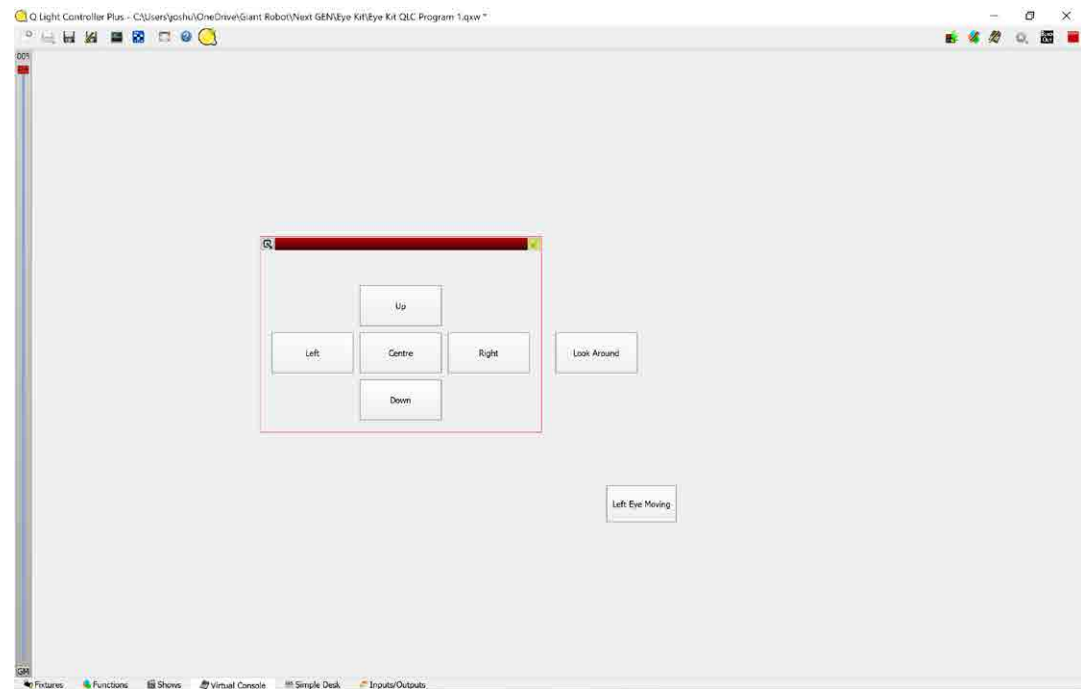 Q Light Controller Plus - C:\Users\joshu\OneDrive\Giant Robot\Next GEN\Eye Kit\Eye Kit QLC Program 1.qxw *
Up
Left Centre Right Look Around
Down
Left Eye Moving
GM
Fixtures Functions Shows Virtual Console Simple Desk Inputs/Outputs